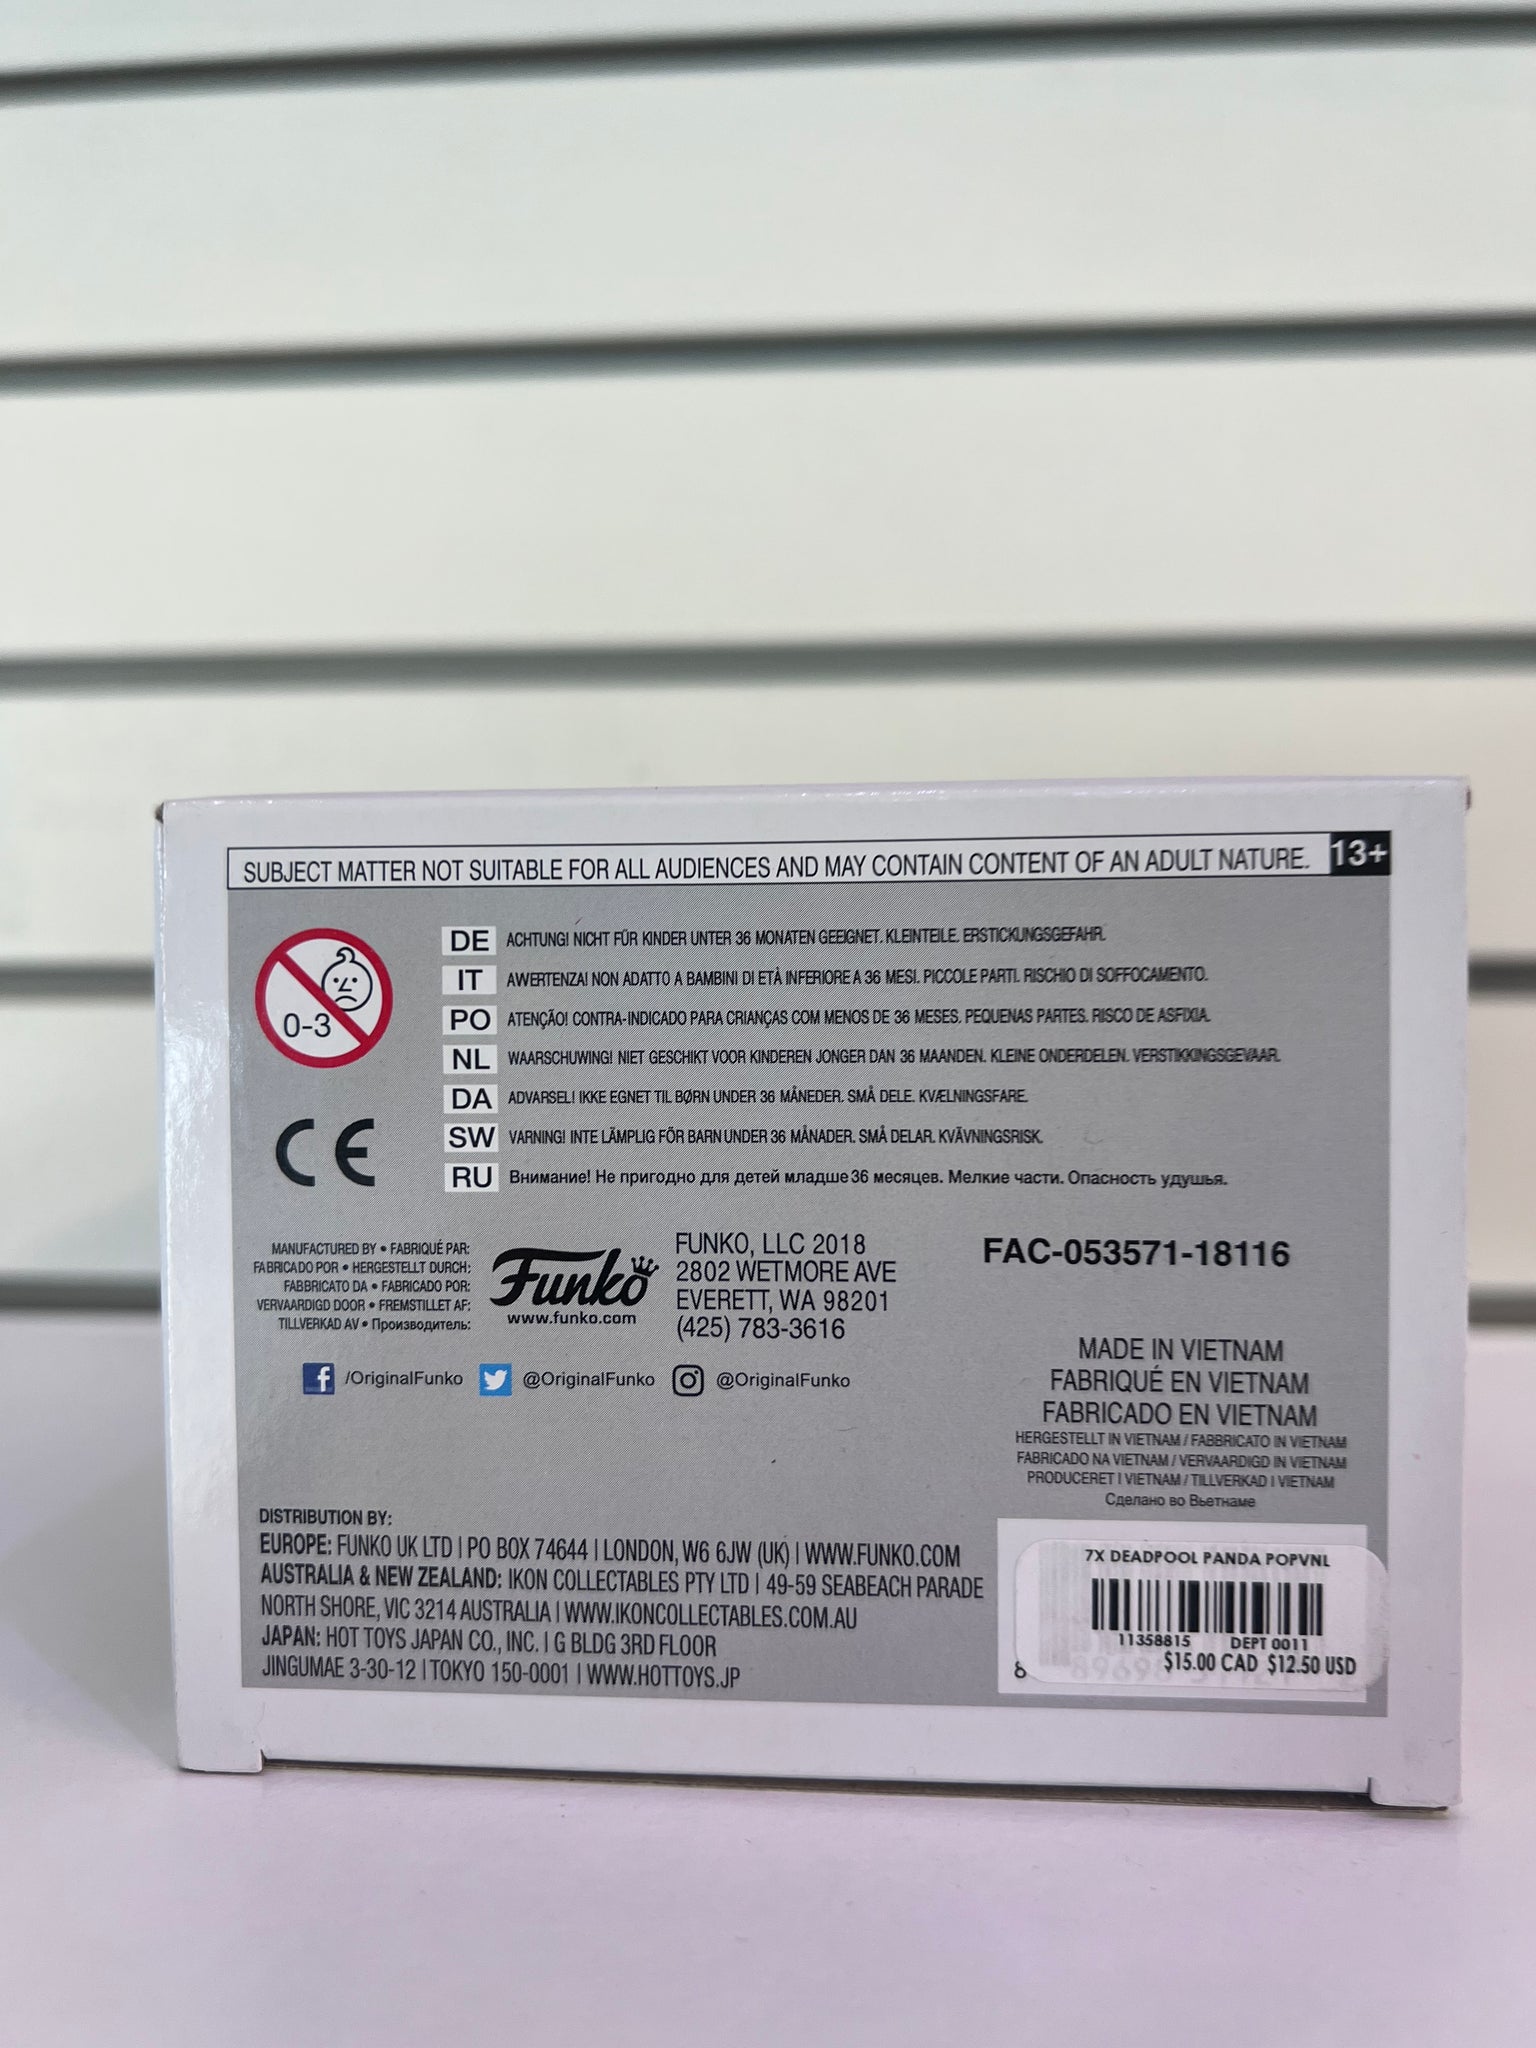 SUBJECT MATTER NOT SUITABLE FOR ALL AUDIENCES AND MAY CONTAIN CONTENT OF AN ADULT NATURE. 13+
0-3
DE ACHTUNG! NICHT FÜR KINDER UNTER 36 MONATEN GEEIGNET. KLEINTEILE. ERSTICKUNGSGEFAHR.
IT AWERTENZA! NON ADATTO A BAMBINI DI ETÀ INFERIORE A 36 MESI. PICCOLE PARTI. RISCHIO DI SOFFOCAMENTO.
PO ATENÇÃO! CONTRA-INDICADO PARA CRIANÇAS COM MENOS DE 36 MESES. PEQUENAS PARTES. RISCO DE ASFIXIA.
NL WAARSCHUWING! NIET GESCHIKT VOOR KINDEREN JONGER DAN 36 MAANDEN. KLEINE ONDERDELEN. VERSTIKKINGSGEVAAR.
DA ADVARSEL! IKKE EGNET TIL BØRN UNDER 36 MÅNEDER. SMÅ DELE. KVÆLNINGSFARE.
SW VARNING! INTE LÄMPLIG FÖR BARN UNDER 36 MÅNADER. SMÅ DELAR. KVÄVNINGSRISK.
RU Внимание! Не пригодно для детей младше 36 месяцев. Мелкие части. Опасность удушья.
CE
MANUFACTURED BY • FABRIQUÉ PAR:
FABRICADO POR • HERGESTELLT DURCH:
FABBRICATO DA • FABRICADO POR:
VERVAARDIGD DOOR • FREMSTILLET AF:
TILLVERKAD AV • Производитель:
Funko
www.funko.com
FUNKO, LLC 2018
2802 WETMORE AVE
EVERETT, WA 98201
(425) 783-3616
FAC-053571-18116
/OriginalFunko @OriginalFunko @OriginalFunko
MADE IN VIETNAM
FABRIQUÉ EN VIETNAM
FABRICADO EN VIETNAM
HERGESTELLT IN VIETNAM / FABBRICATO IN VIETNAM
FABRICADO NA VIETNAM / VERVAARDIGD IN VIETNAM
PRODUCERET I VIETNAM / TILLVERKAD I VIETNAM
Сделано во Вьетнаме
DISTRIBUTION BY:
EUROPE: FUNKO UK LTD | PO BOX 74644 | LONDON, W6 6JW (UK) | WWW.FUNKO.COM
AUSTRALIA & NEW ZEALAND: IKON COLLECTABLES PTY LTD | 49-59 SEABEACH PARADE
NORTH SHORE, VIC 3214 AUSTRALIA | WWW.IKONCOLLECTABLES.COM.AU
JAPAN: HOT TOYS JAPAN CO., INC. | G BLDG 3RD FLOOR
JINGUMAE 3-30-12 | TOKYO 150-0001 | WWW.HOTTOYS.JP
7X DEADPOOL PANDA POPVNL
11358815 DEPT 0011
$15.00 CAD $12.50 USD
8